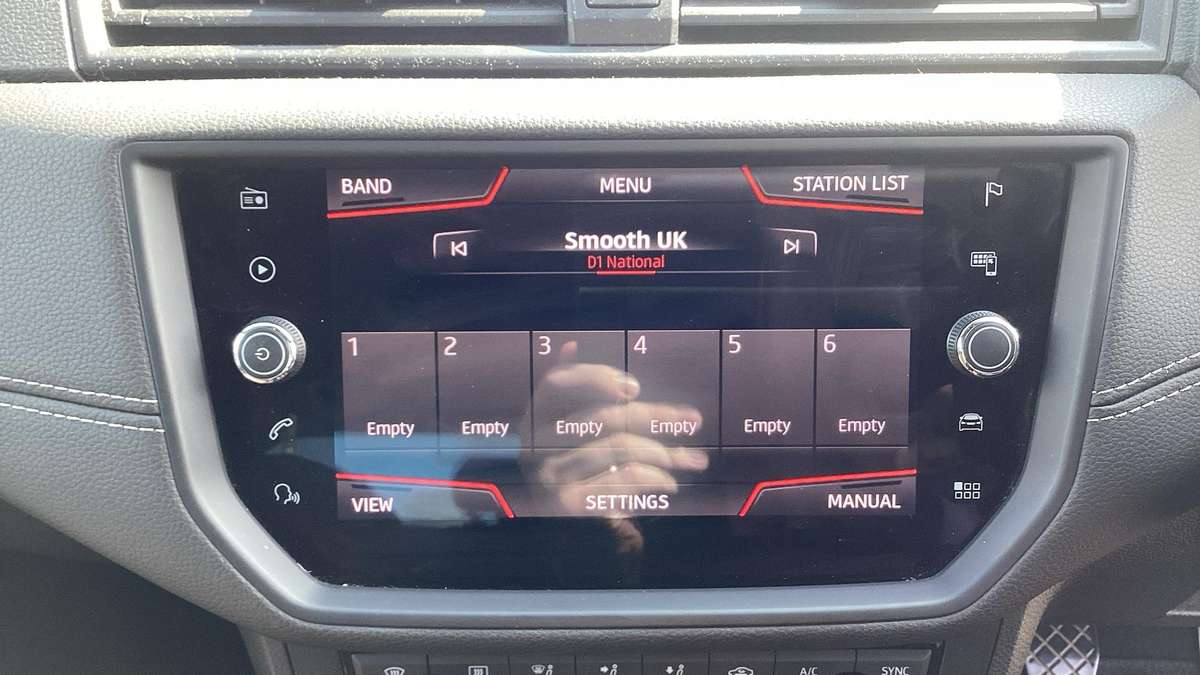 BAND
MENU
STATION LIST
Smooth UK
D1 National
1
2
3
4
5
6
Empty
Empty
Empty
Empty
Empty
Empty
VIEW
SETTINGS
MANUAL
A/C
SYNC